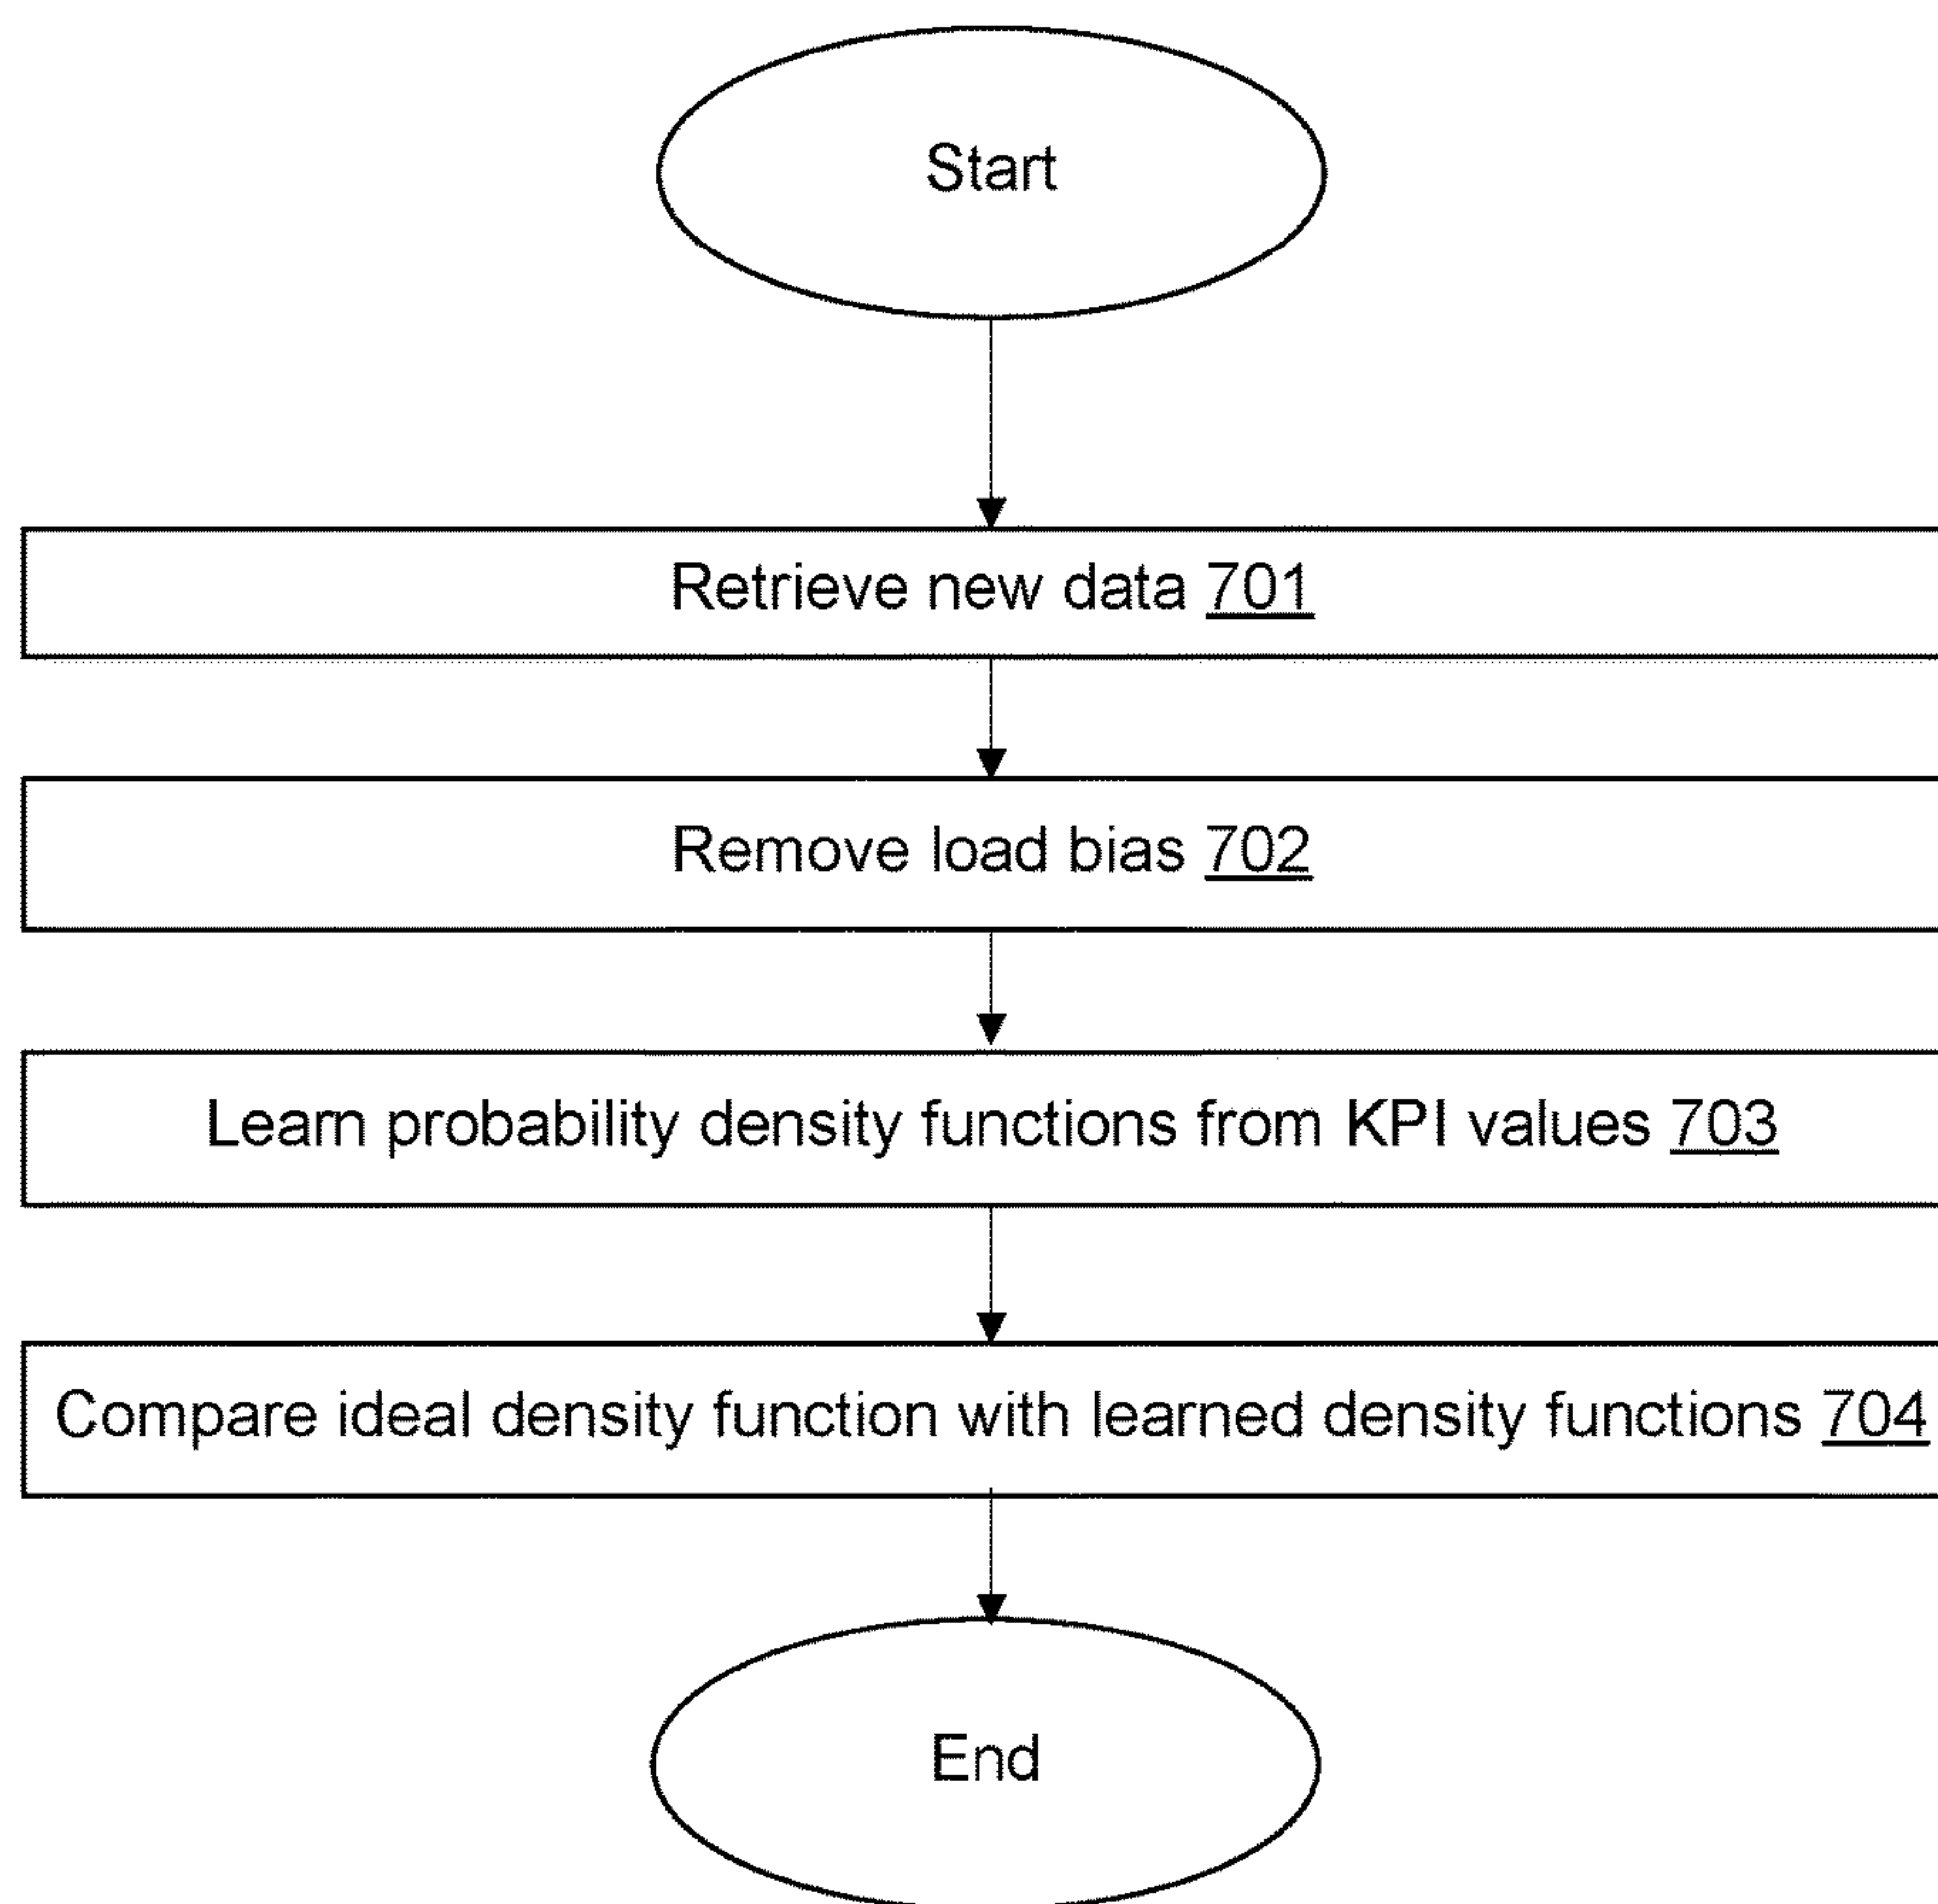 Start
Retrieve new data 701
Remove load bias 702
Learn probability density functions from KPI values 703
Compare ideal density function with learned density functions 704
End